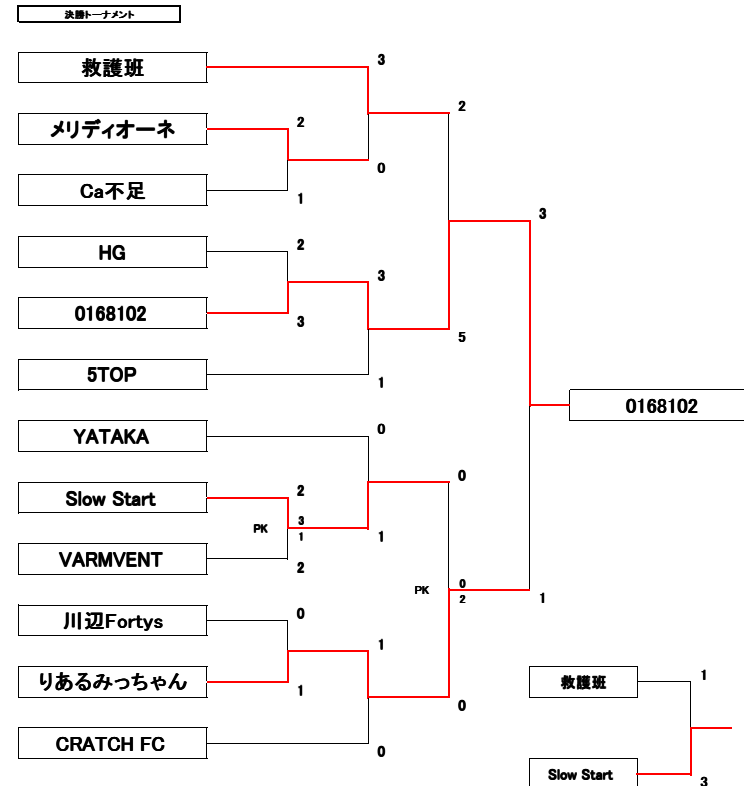 決勝トーナメント
救護班
3
2
メリディオーネ
2
0
Ca不足
1
3
HG
2
3
0168102
3
5
5TOP
1
0168102
YATAKA
0
0
Slow Start
2
PK
3
1
1
VARMVENT
2
PK
0
2
1
川辺Fortys
0
1
りあるみっちゃん
1
0
CRATCH FC
0
救護班
1
Slow Start
3